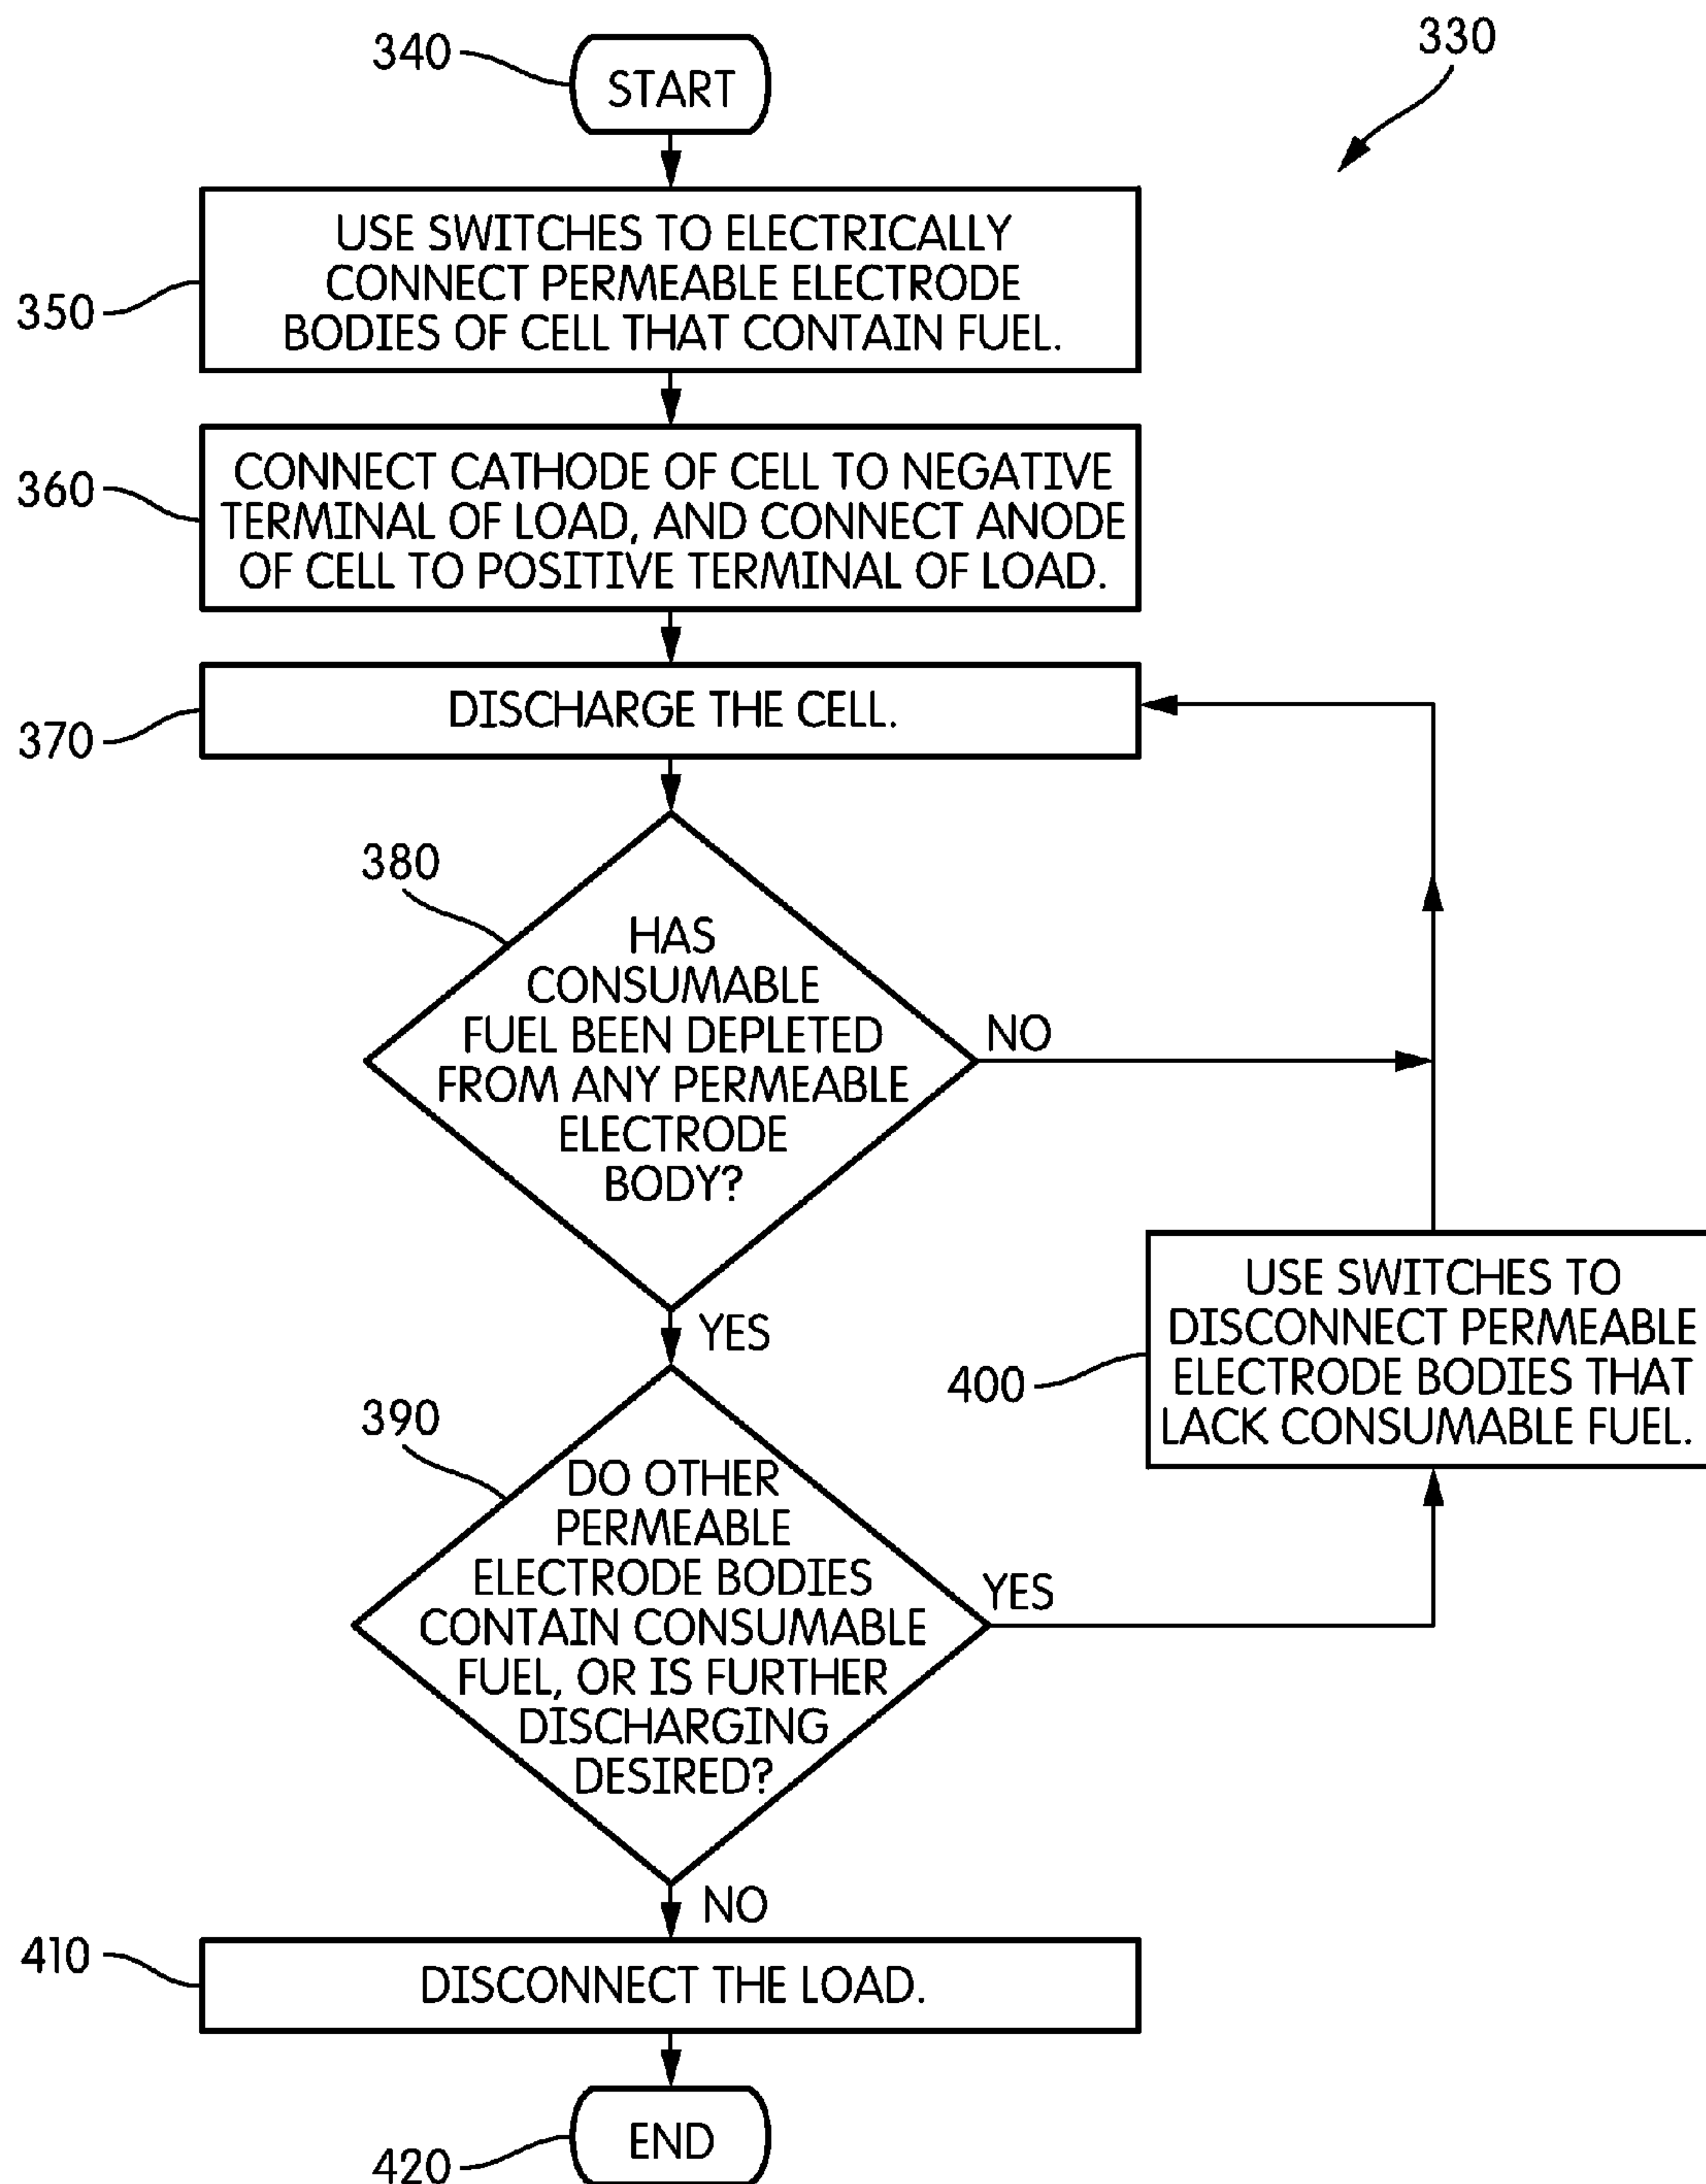 340
START
330
350
USE SWITCHES TO ELECTRICALLY
CONNECT PERMEABLE ELECTRODE
BODIES OF CELL THAT CONTAIN FUEL.
360
CONNECT CATHODE OF CELL TO NEGATIVE
TERMINAL OF LOAD, AND CONNECT ANODE
OF CELL TO POSITIVE TERMINAL OF LOAD.
370
DISCHARGE THE CELL.
380
HAS
CONSUMABLE
FUEL BEEN DEPLETED
FROM ANY PERMEABLE
ELECTRODE
BODY?
NO
YES
390
DO OTHER
PERMEABLE
ELECTRODE BODIES
CONTAIN CONSUMABLE
FUEL, OR IS FURTHER
DISCHARGING
DESIRED?
YES
400
USE SWITCHES TO
DISCONNECT PERMEABLE
ELECTRODE BODIES THAT
LACK CONSUMABLE FUEL.
NO
410
DISCONNECT THE LOAD.
END
420